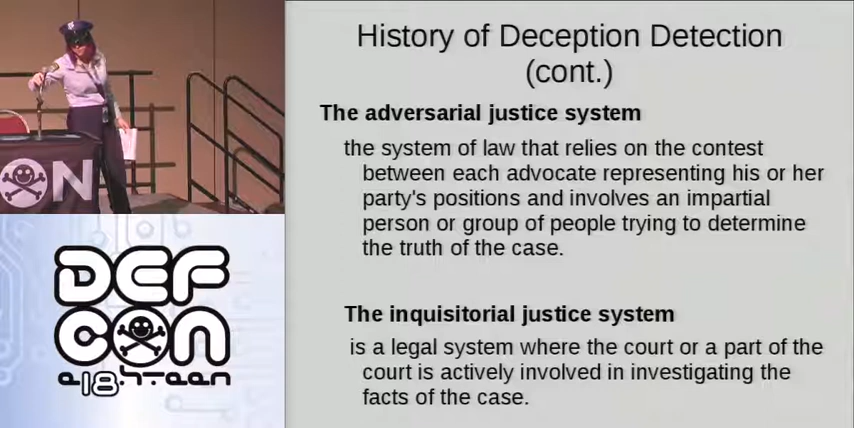 History of Deception Detection
(cont.)
The adversarial justice system
the system of law that relies on the contest
between each advocate representing his or her
party's positions and involves an impartial
person or group of people trying to determine
the truth of the case.
The inquisitorial justice system
is a legal system where the court or a part of the
court is actively involved in investigating the
facts of the case.
ON
DEF
CON
e18hteen